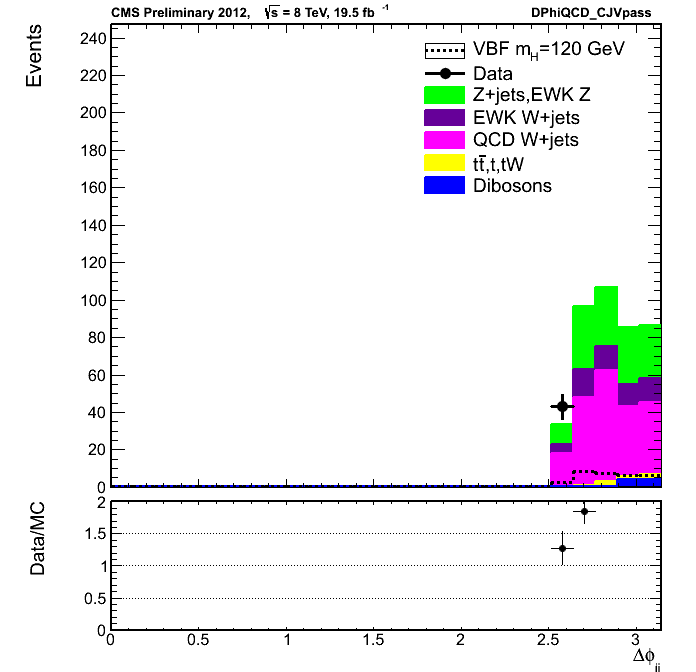 CMS Preliminary 2012, √s = 8 TeV, 19.5 fb⁻¹ DPhiQCD_CJVpass
Events
240
220
200
180
160
140
120
100
80
60
40
20
0
VBF m_H=120 GeV
Data
Z+jets,EWK Z
EWK W+jets
QCD W+jets
tt̄,t,tW
Dibosons
Data/MC
2
1.5
1
0.5
0
0 0.5 1 1.5 2 2.5 3
Δϕ_jj